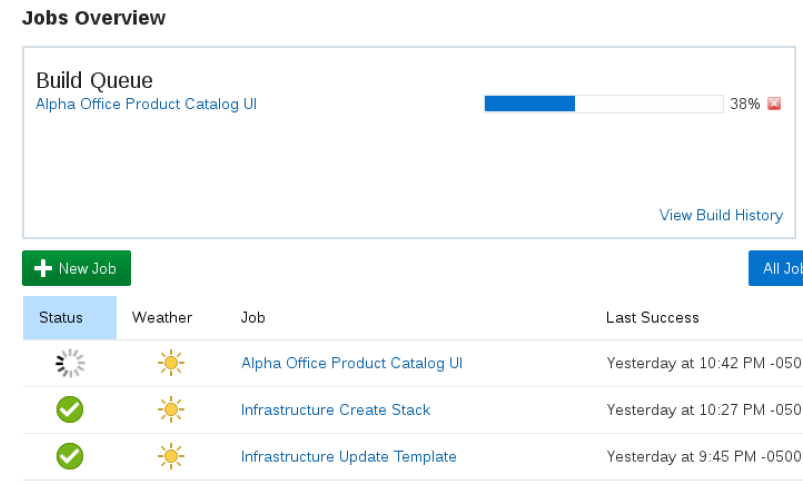 Jobs Overview
Build Queue
Alpha Office Product Catalog UI
38%
View Build History
New Job
All
Status Weather Job Last Success
Alpha Office Product Catalog UI Yesterday at 10:42 PM -050
Infrastructure Create Stack Yesterday at 10:27 PM -050
Infrastructure Update Template Yesterday at 9:45 PM -0500